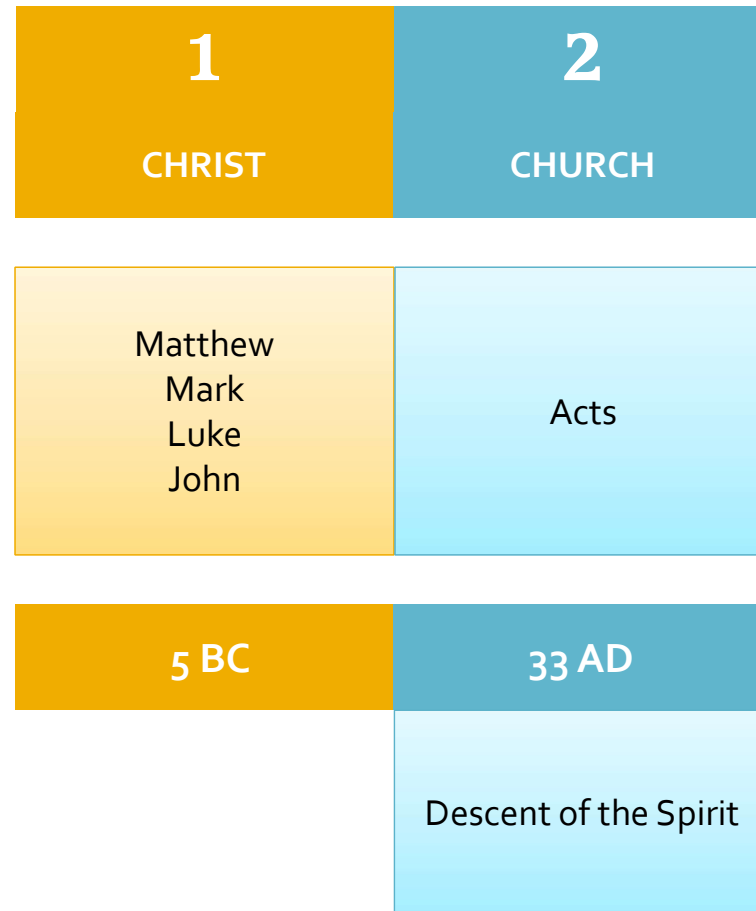 1
2
CHRIST
CHURCH
Matthew
Mark
Luke
John
Acts
5 BC
33 AD
Descent of the Spirit